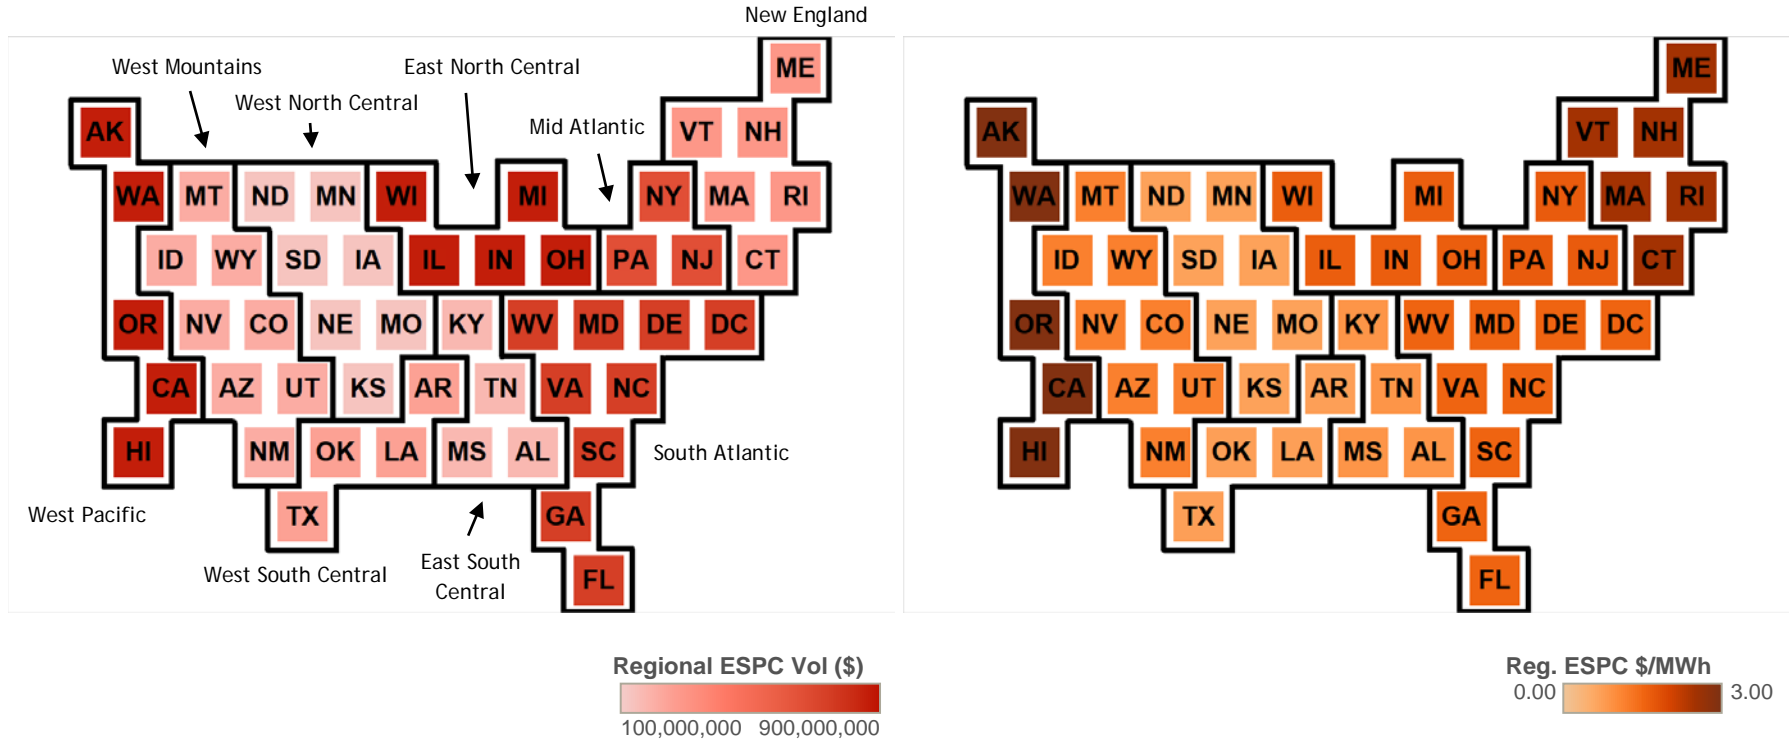 New England
West Mountains
East North Central
West North Central
Mid Atlantic
ME
AK
VT NH
WA MT ND MN WI MI NY MA RI
ID WY SD IA IL IN OH PA NJ CT
OR NV CO NE MO KY WV MD DE DC
CA AZ UT KS AR TN VA NC
HI NM OK LA MS AL SC
South Atlantic
West Pacific
TX GA
West South Central
East South
Central
FL
Regional ESPC Vol ($)
100,000,000 900,000,000
ME
AK
VT NH
WA MT ND MN WI MI NY MA RI
ID WY SD IA IL IN OH PA NJ CT
OR NV CO NE MO KY WV MD DE DC
CA AZ UT KS AR TN VA NC
HI NM OK LA MS AL SC
TX GA
FL
Reg. ESPC $/MWh
0.00 3.00